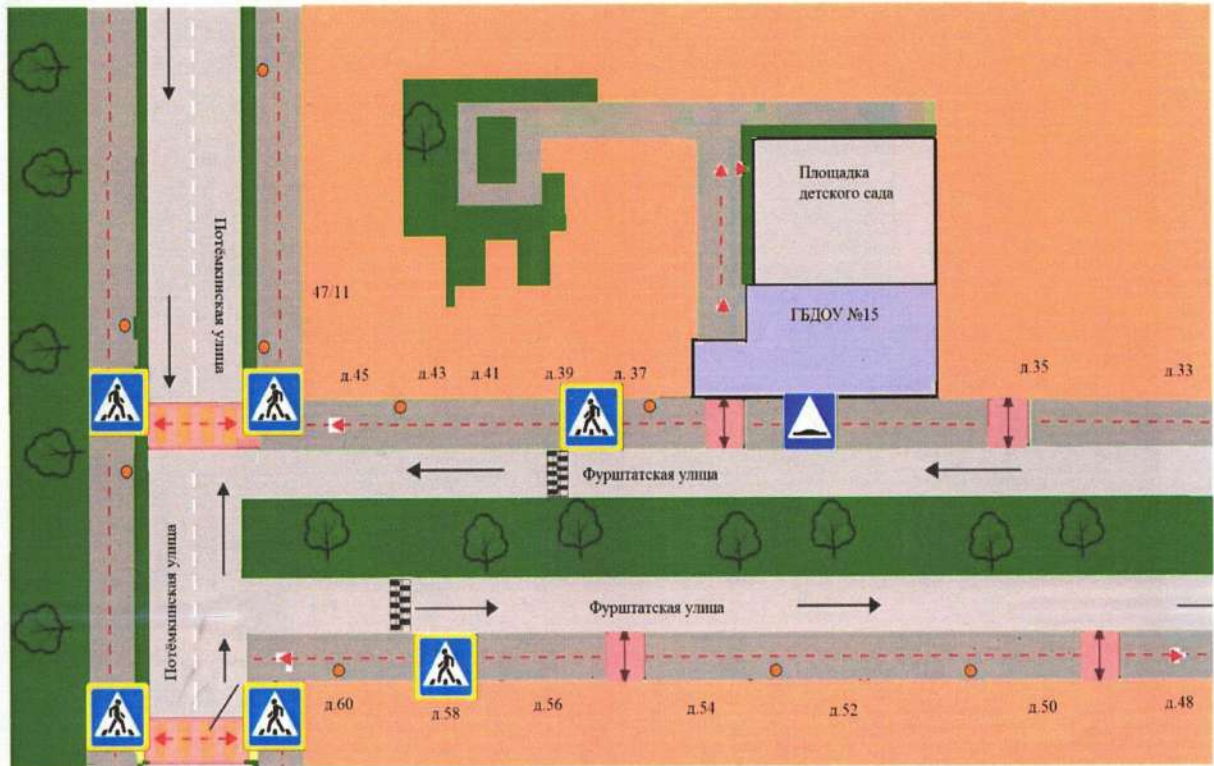 Потёмкинская улица
Площадка
детского сада
47/11
ГБДОУ №15
д.45
д.43
д.41
д.39
д. 37
д.35
д.33
Фурштатская улица
Потёмкинская улица
Фурштатская улица
д.60
д.58
д.56
д.54
д.52
д.50
д.48